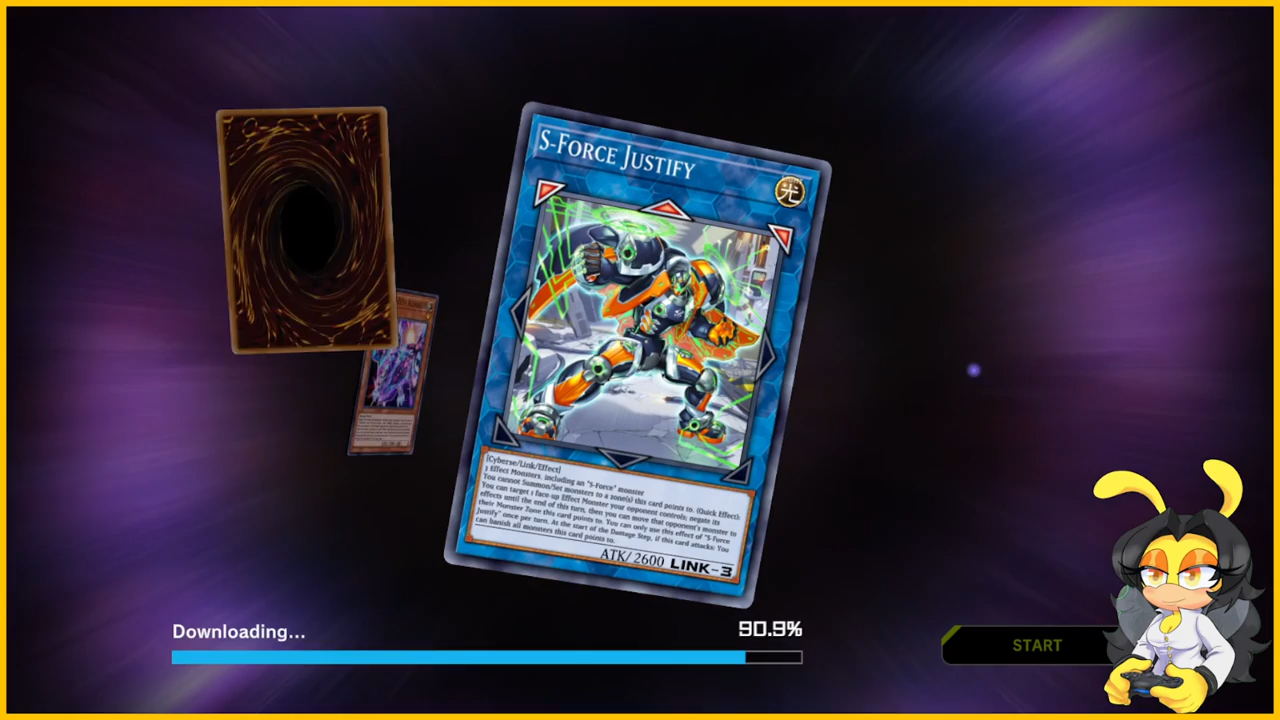 S-Force Justify
光
[Cyberse/Link/Effect]
3 Effect Monsters, including an "S-Force" monster
You cannot Summon/Set monsters to a zone(s) this card points to. (Quick Effect):
You can target 1 face-up Effect Monster your opponent controls; negate its
effects until the end of this turn, then you can move that opponent's monster to
their Monster Zone this card points to. You can only use this effect of "S-Force
Justify" once per turn. At the start of the Damage Step, if this card attacks: You
can banish all monsters this card points to.
ATK/2600 LINK-3
Downloading...
90.9%
START